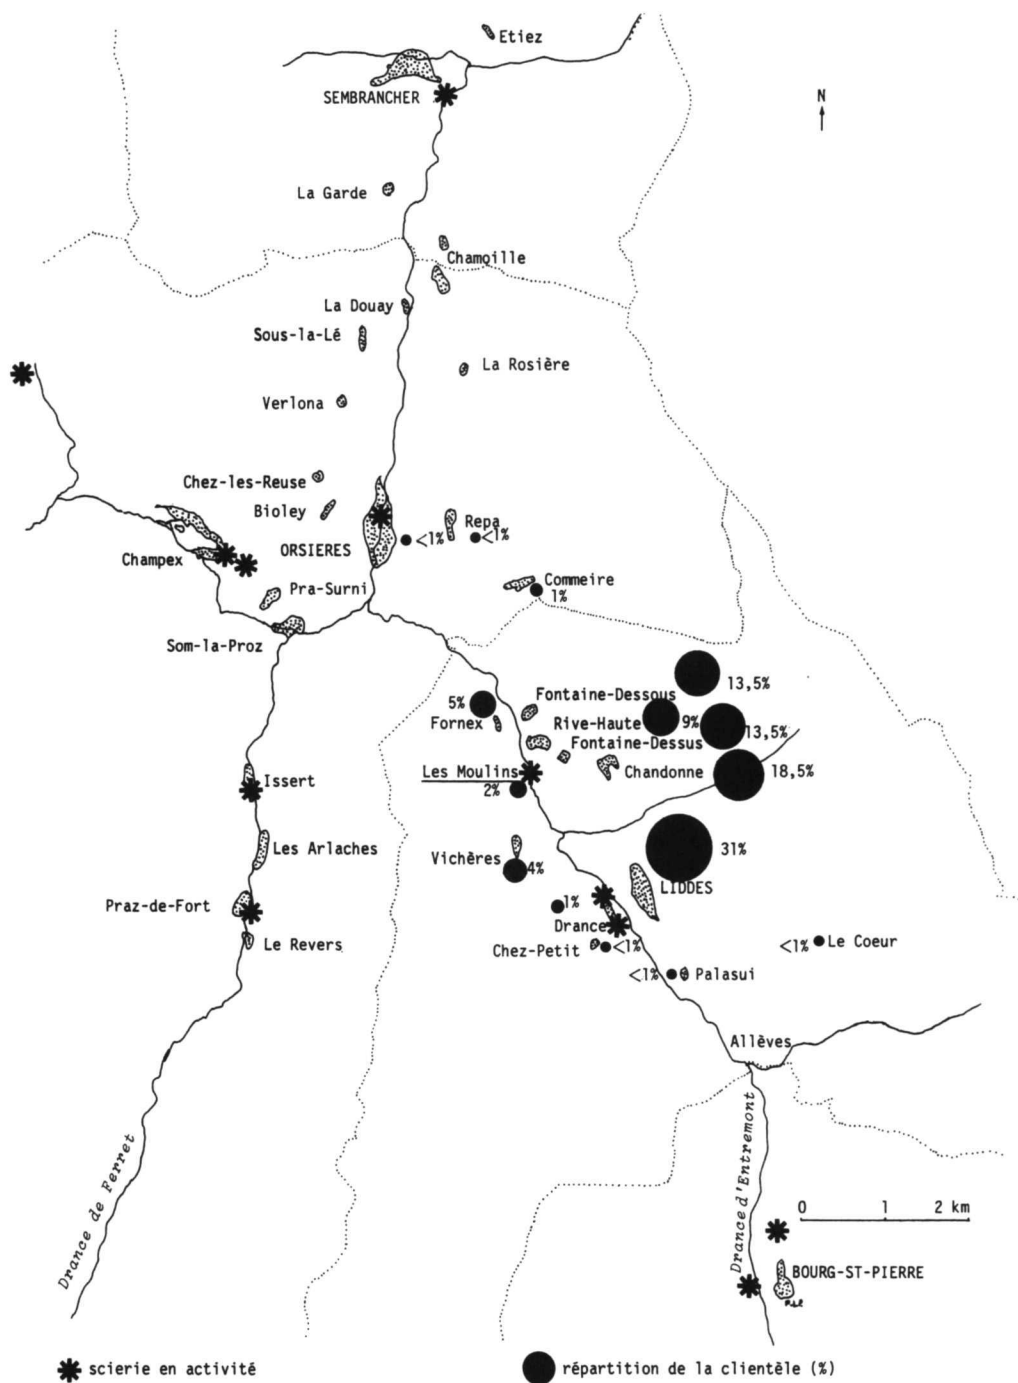 Etiez
SEMBRANCHER
N
La Garde
Chamoille
La Douay
Sous-la-Lé
La Rosière
Verlona
Chez-les-Reuse
Bioley
Repa
ORSIERES
<1%
<1%
Champex
Commeire
1%
Pra-Surni
Som-la-Proz
13,5%
Fontaine-Dessous
5%
Fornex
Rive-Haute
9%
13,5%
Fontaine-Dessus
Issert
Les Moulins
Chandonne
18,5%
2%
Les Arlaches
Vichères
4%
31%
LIDDES
Praz-de-Fort
1%
Drance
Le Revers
Chez-Petit
<1%
<1%
Le Coeur
<1%
Palasui
Allèves
Drance de Ferret
Drance d'Entremont
0 1 2 km
BOURG-ST-PIERRE
scierie en activité
répartition de la clientèle (%)